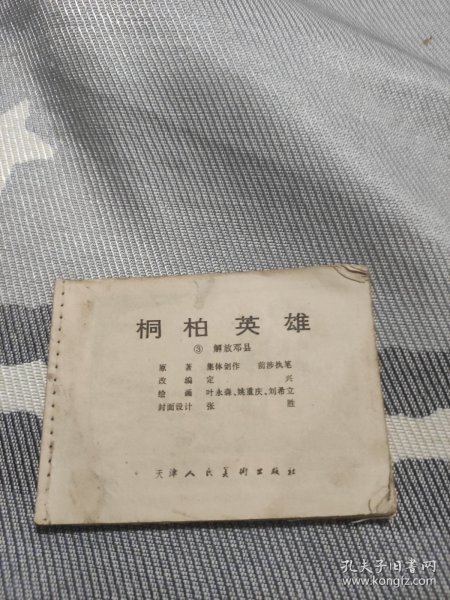 桐柏英雄
③ 解放邓县
原著 集体创作 前涉执笔
改编 定兴
绘画 叶永森、姚重庆、刘希立
封面设计 张胜
天津人民美術出版社
孔夫子旧书网
www.kongfz.com